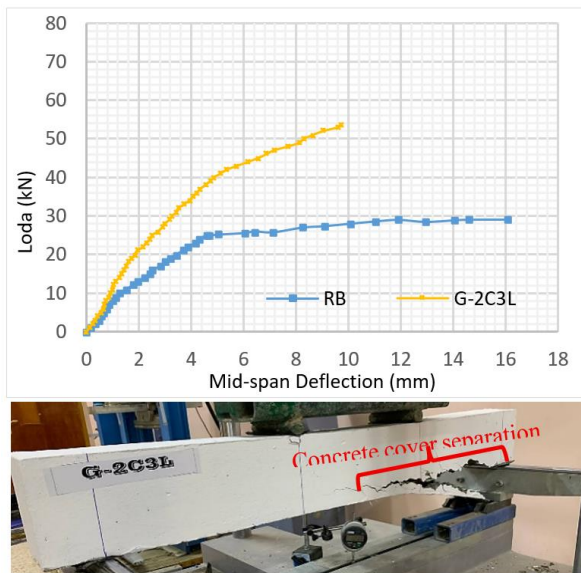 80
70
60
50
40
30
20
10
0
Loda (kN)
RB
G-2C3L
0 2 4 6 8 10 12 14 16 18
Mid-span Deflection (mm)
G-2C3L
Concrete cover separation